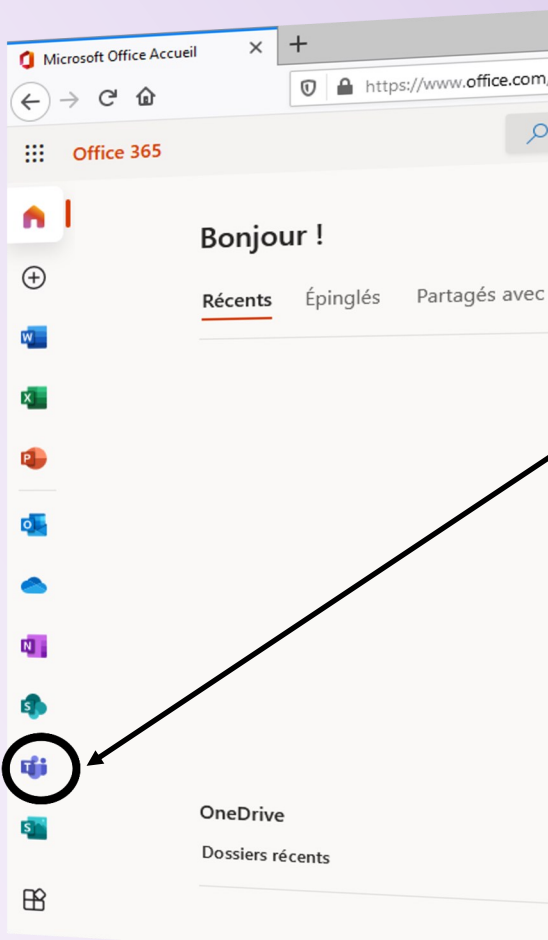 Microsoft Office Accueil
https://www.office.com/
Office 365
Bonjour !
Récents Épinglés Partagés avec
W
X
P
O
N
S
T
S
OneDrive
Dossiers récents